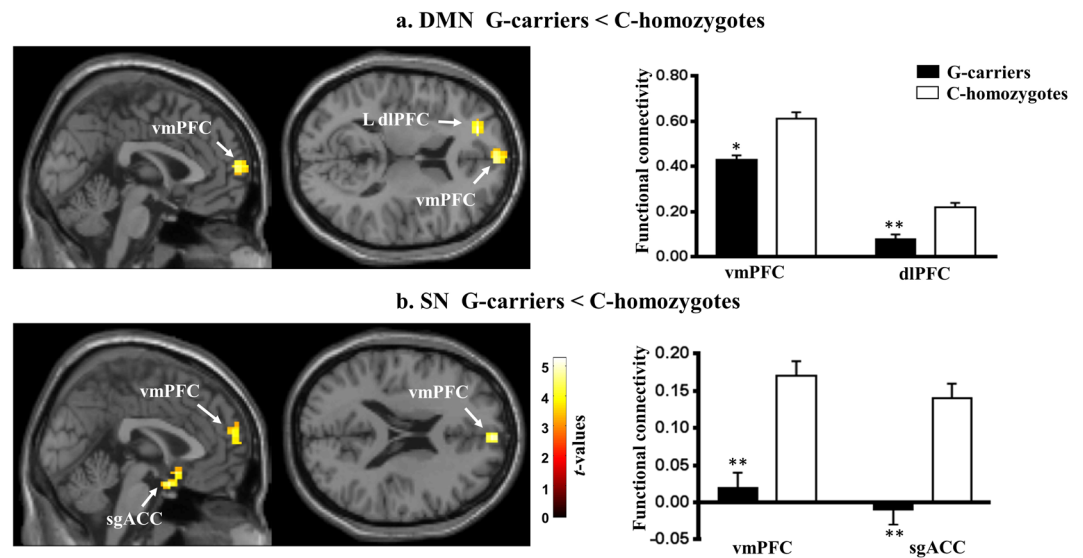 a. DMN G-carriers < C-homozygotes
vmPFC
L dlPFC
vmPFC
Functional connectivity
0.80
0.60
0.40
0.20
0.00
*
**
G-carriers
C-homozygotes
vmPFC
dlPFC
b. SN G-carriers < C-homozygotes
vmPFC
sgACC
vmPFC
5
4
3
2
1
0
t-values
Functional connectivity
0.20
0.15
0.10
0.05
0.00
-0.05
**
**
vmPFC
sgACC